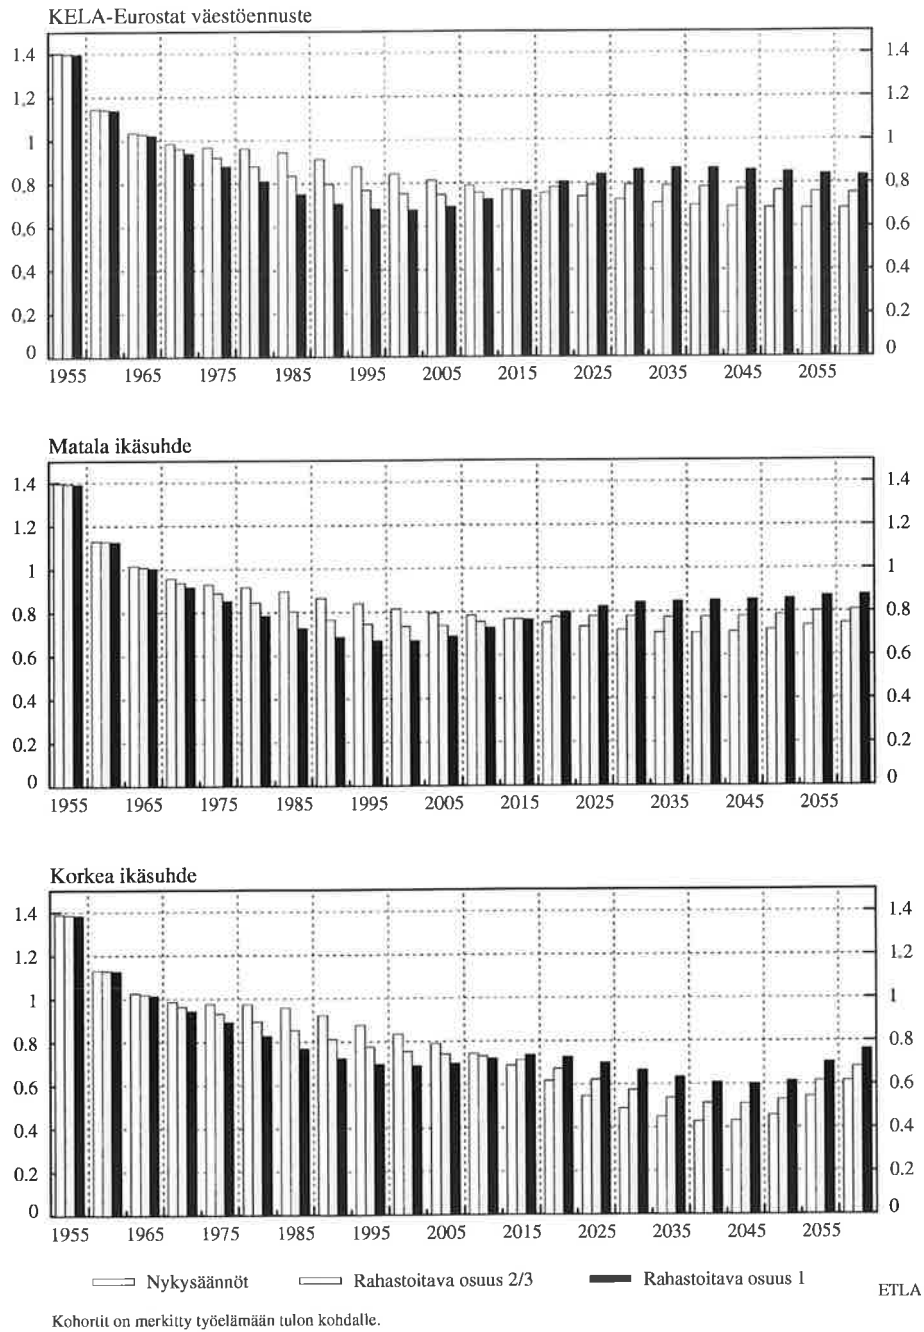 KELA-Eurostat väestöennuste
1.4 1.4
1,2 1.2
1 1
0.8 0.8
0,6 0.6
0,4 0.4
0,2 0.2
0 0
1955 1965 1975 1985 1995 2005 2015 2025 2035 2045 2055
Matala ikäsuhde
1.4 1.4
1.2 1.2
1 1
0.8 0.8
0.6 0.6
0.4 0.4
0.2 0.2
0 0
1955 1965 1975 1985 1995 2005 2015 2025 2035 2045 2055
Korkea ikäsuhde
1.4 1.4
1.2 1.2
1 1
0.8 0.8
0.6 0.6
0.4 0.4
0.2 0.2
0 0
1955 1965 1975 1985 1995 2005 2015 2025 2035 2045 2055
Nykysäännöt Rahastoitava osuus 2/3 Rahastoitava osuus 1
ETLA
Kohortit on merkitty työelämään tulon kohdalle.